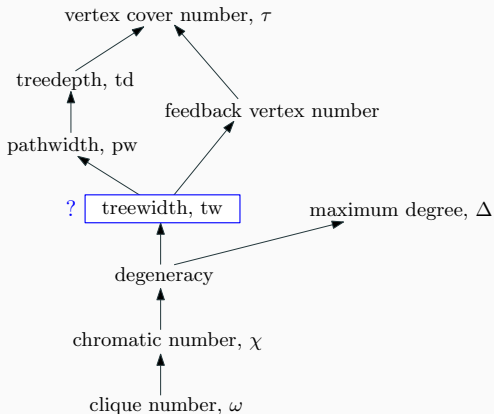 vertex cover number, τ
treedepth, td
feedback vertex number
pathwidth, pw
? treewidth, tw
maximum degree, Δ
degeneracy
chromatic number, χ
clique number, ω